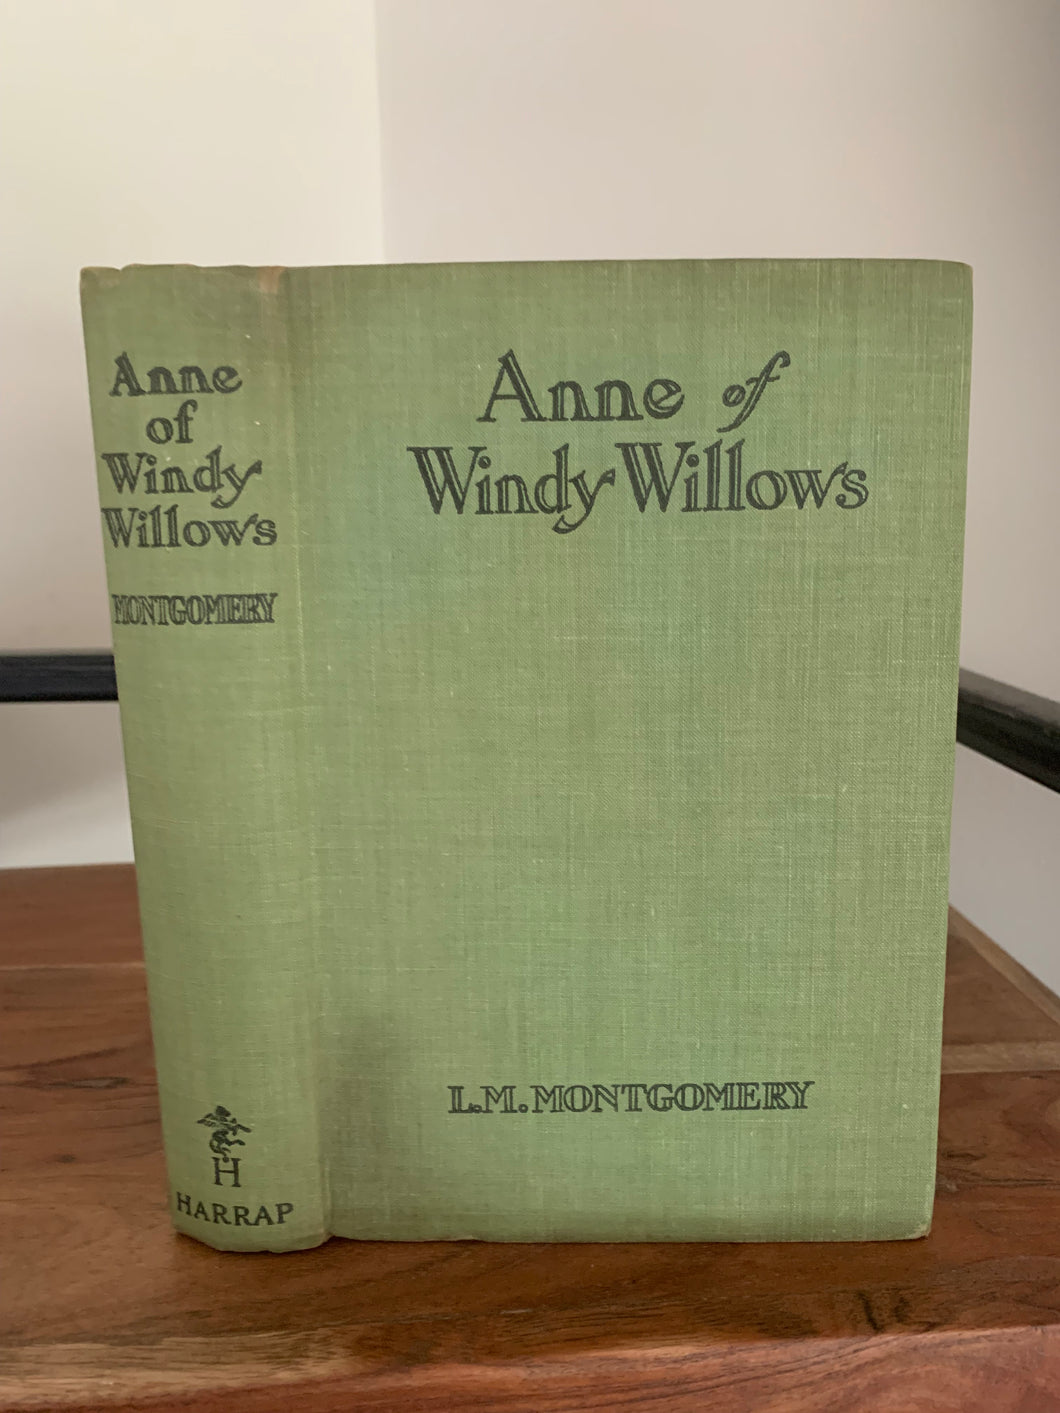 Anne
of
Windy
Willows
MONTGOMERY
H
HARRAP
Anne of
Windy Willows
L.M. MONTGOMERY